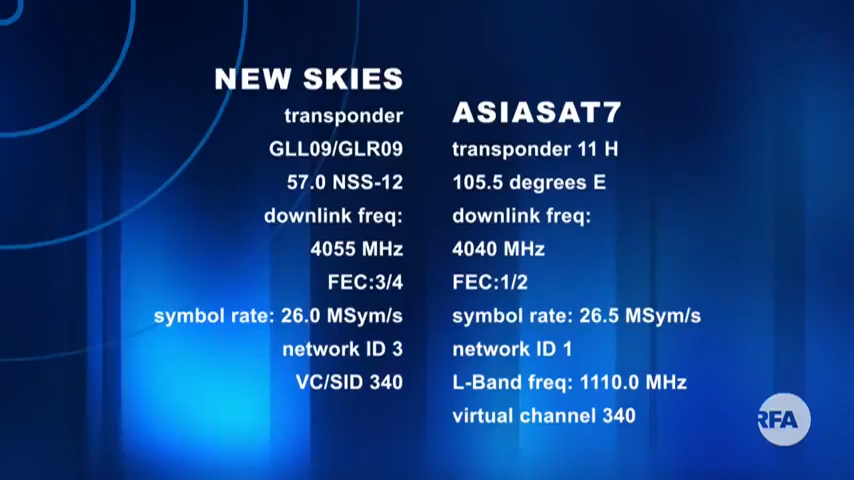 NEW SKIES
transponder
GLL09/GLR09
57.0 NSS-12
downlink freq:
4055 MHz
FEC:3/4
symbol rate: 26.0 MSym/s
network ID 3
VC/SID 340
ASIASAT7
transponder 11 H
105.5 degrees E
downlink freq:
4040 MHz
FEC:1/2
symbol rate: 26.5 MSym/s
network ID 1
L-Band freq: 1110.0 MHz
virtual channel 340
RFA